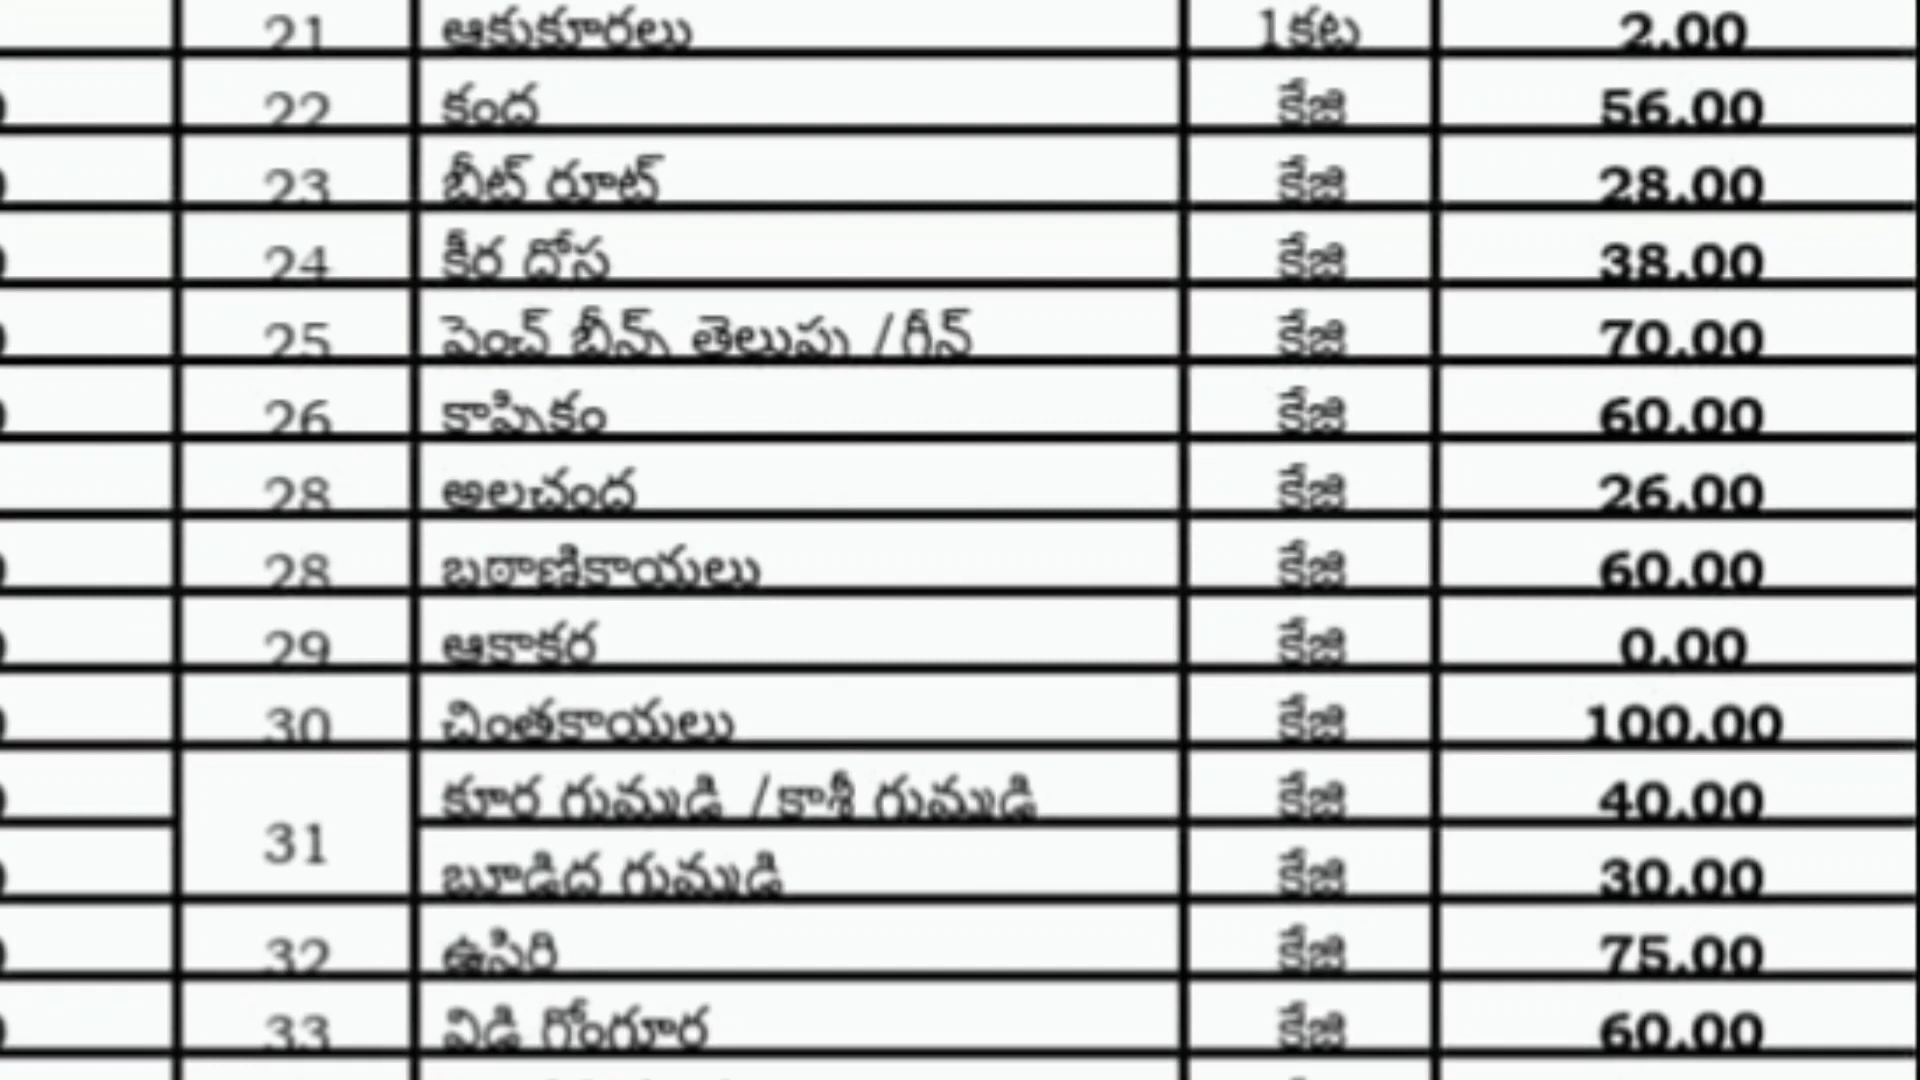 21 ఆకుకూరలు 1కట 2.00
22 కంద కేజి 56.00
23 బీట్ రూట్ కేజి 28.00
24 కీర దోస కేజి 38.00
25 పెంచ్ బీన్స్ తెలుపు /గీన్ కేజి 70.00
26 కాప్సికం కేజి 60.00
28 అలచంద కేజి 26.00
28 బఠాణికాయలు కేజి 60.00
29 ఆకాకర కేజి 0.00
30 చింతకాయలు కేజి 100.00
31 కూర గుమ్మడి /కాశీ గుమ్మడి కేజి 40.00
బూడిద గుమ్మడి కేజి 30.00
32 ఉసిరి కేజి 75.00
33 విడి గోంగూర కేజి 60.00